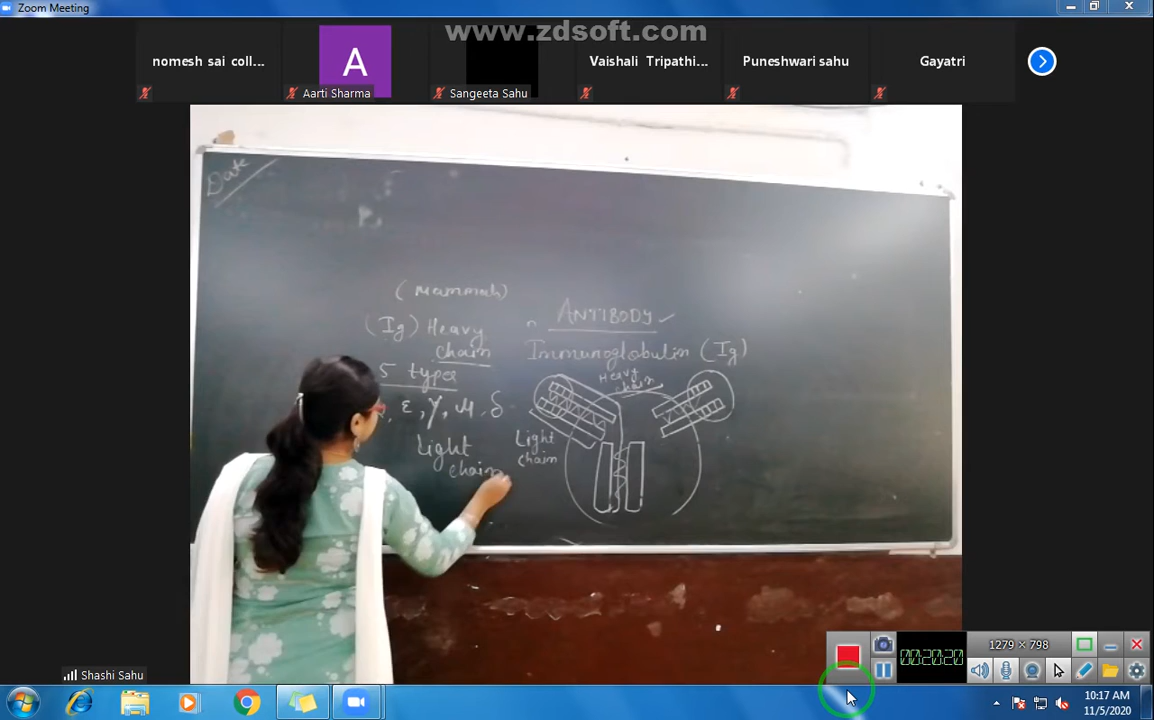 Zoom Meeting
www.zdsoft.com
nomesh sai coll...
A
Aarti Sharma
Sangeeta Sahu
Vaishali Tripathi...
Puneshwari sahu
Gayatri
Date
(Mammals)
(Ig) Heavy
chain
5 types
ε, γ, μ, δ
Light
chain
ANTIBODY
Immunoglobulin (Ig)
Heavy
chain
Light
chain
Shashi Sahu
1279 × 798
00:20:20
10:17 AM
11/5/2020